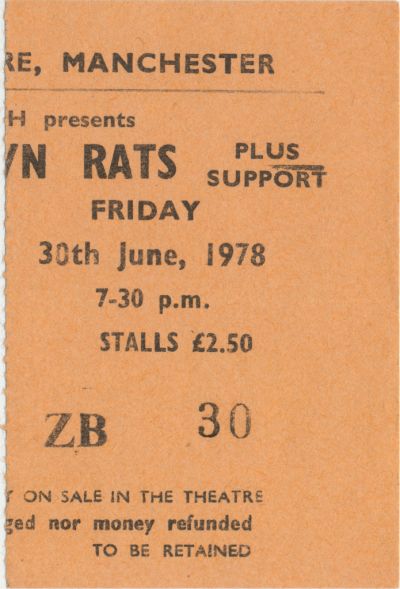 RE, MANCHESTER
H presents
WN RATS PLUS SUPPORT
FRIDAY
30th June, 1978
7-30 p.m.
STALLS £2.50
ZB 30
Y ON SALE IN THE THEATRE
ged nor money refunded
TO BE RETAINED